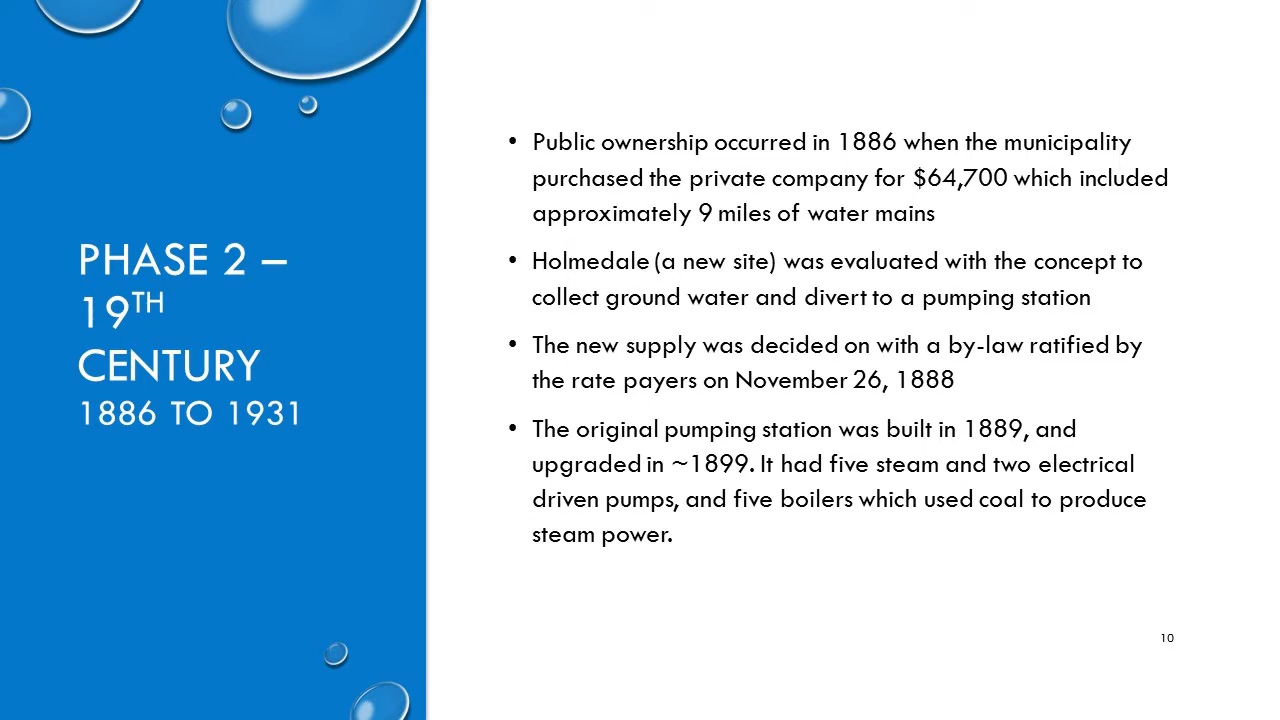 PHASE 2 –
19TH
CENTURY
1886 TO 1931
• Public ownership occurred in 1886 when the municipality
purchased the private company for $64,700 which included
approximately 9 miles of water mains
• Holmedale (a new site) was evaluated with the concept to
collect ground water and divert to a pumping station
• The new supply was decided on with a by-law ratified by
the rate payers on November 26, 1888
• The original pumping station was built in 1889, and
upgraded in ~1899. It had five steam and two electrical
driven pumps, and five boilers which used coal to produce
steam power.
10